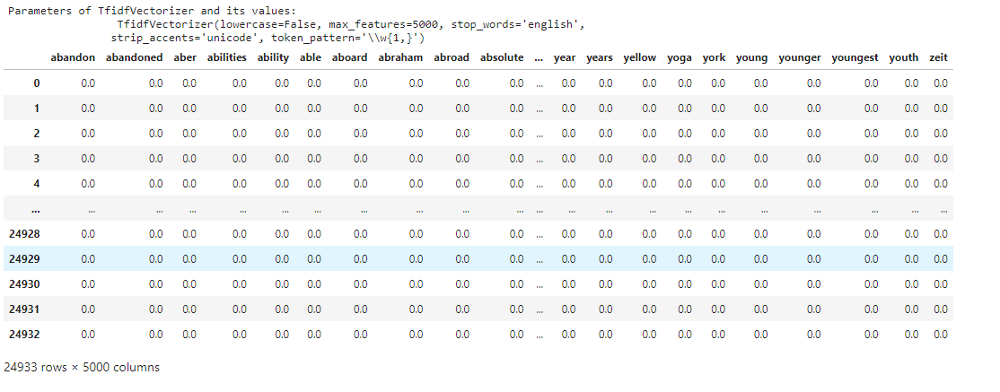 Parameters of TfidfVectorizer and its values:
TfidfVectorizer(lowercase=False, max_features=5000, stop_words='english',
strip_accents='unicode', token_pattern='\\w{1,}')
abandon abandoned aber abilities ability able aboard abraham abroad absolute ... year years yellow yoga york young younger youngest youth zeit
0 0.0 0.0 0.0 0.0 0.0 0.0 0.0 0.0 0.0 0.0 ... 0.0 0.0 0.0 0.0 0.0 0.0 0.0 0.0 0.0 0.0
1 0.0 0.0 0.0 0.0 0.0 0.0 0.0 0.0 0.0 0.0 ... 0.0 0.0 0.0 0.0 0.0 0.0 0.0 0.0 0.0 0.0
2 0.0 0.0 0.0 0.0 0.0 0.0 0.0 0.0 0.0 0.0 ... 0.0 0.0 0.0 0.0 0.0 0.0 0.0 0.0 0.0 0.0
3 0.0 0.0 0.0 0.0 0.0 0.0 0.0 0.0 0.0 0.0 ... 0.0 0.0 0.0 0.0 0.0 0.0 0.0 0.0 0.0 0.0
4 0.0 0.0 0.0 0.0 0.0 0.0 0.0 0.0 0.0 0.0 ... 0.0 0.0 0.0 0.0 0.0 0.0 0.0 0.0 0.0 0.0
... ... ... ... ... ... ... ... ... ... ... ... ... ... ... ... ... ... ... ... ... ...
24928 0.0 0.0 0.0 0.0 0.0 0.0 0.0 0.0 0.0 0.0 ... 0.0 0.0 0.0 0.0 0.0 0.0 0.0 0.0 0.0 0.0
24929 0.0 0.0 0.0 0.0 0.0 0.0 0.0 0.0 0.0 0.0 ... 0.0 0.0 0.0 0.0 0.0 0.0 0.0 0.0 0.0 0.0
24930 0.0 0.0 0.0 0.0 0.0 0.0 0.0 0.0 0.0 0.0 ... 0.0 0.0 0.0 0.0 0.0 0.0 0.0 0.0 0.0 0.0
24931 0.0 0.0 0.0 0.0 0.0 0.0 0.0 0.0 0.0 0.0 ... 0.0 0.0 0.0 0.0 0.0 0.0 0.0 0.0 0.0 0.0
24932 0.0 0.0 0.0 0.0 0.0 0.0 0.0 0.0 0.0 0.0 ... 0.0 0.0 0.0 0.0 0.0 0.0 0.0 0.0 0.0 0.0
24933 rows × 5000 columns